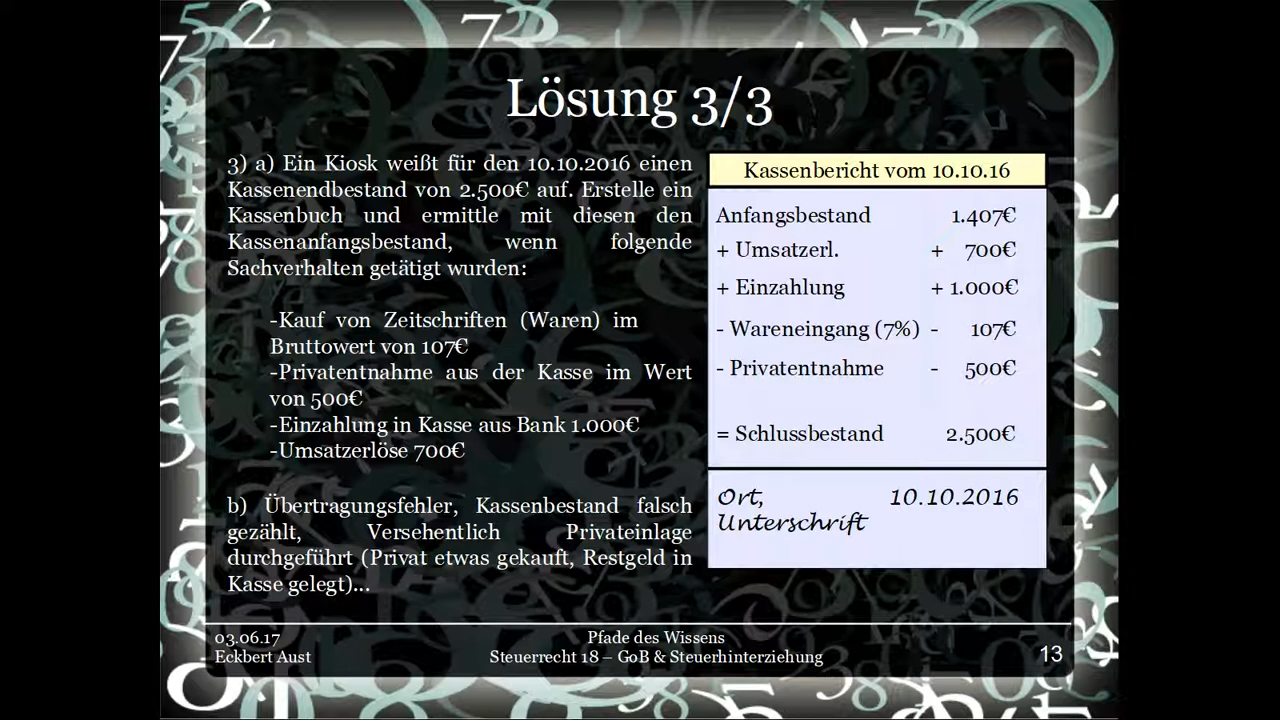 Lösung 3/3
3) a) Ein Kiosk weißt für den 10.10.2016 einen
Kassenendbestand von 2.500€ auf. Erstelle ein
Kassenbuch und ermittle mit diesen den
Kassenanfangsbestand, wenn folgende
Sachverhalten getätigt wurden:
-Kauf von Zeitschriften (Waren) im
Bruttowert von 107€
-Privatentnahme aus der Kasse im Wert
von 500€
-Einzahlung in Kasse aus Bank 1.000€
-Umsatzerlöse 700€
b) Übertragungsfehler, Kassenbestand falsch
gezählt, Versehentlich Privateinlage
durchgeführt (Privat etwas gekauft, Restgeld in
Kasse gelegt)...
Kassenbericht vom 10.10.16
Anfangsbestand 1.407€
+ Umsatzerl. + 700€
+ Einzahlung + 1.000€
- Wareneingang (7%) - 107€
- Privatentnahme - 500€
= Schlussbestand 2.500€
Ort, 10.10.2016
Unterschrift
03.06.17
Eckbert Aust
Pfade des Wissens
Steuerrecht 18 – GoB & Steuerhinterziehung
13